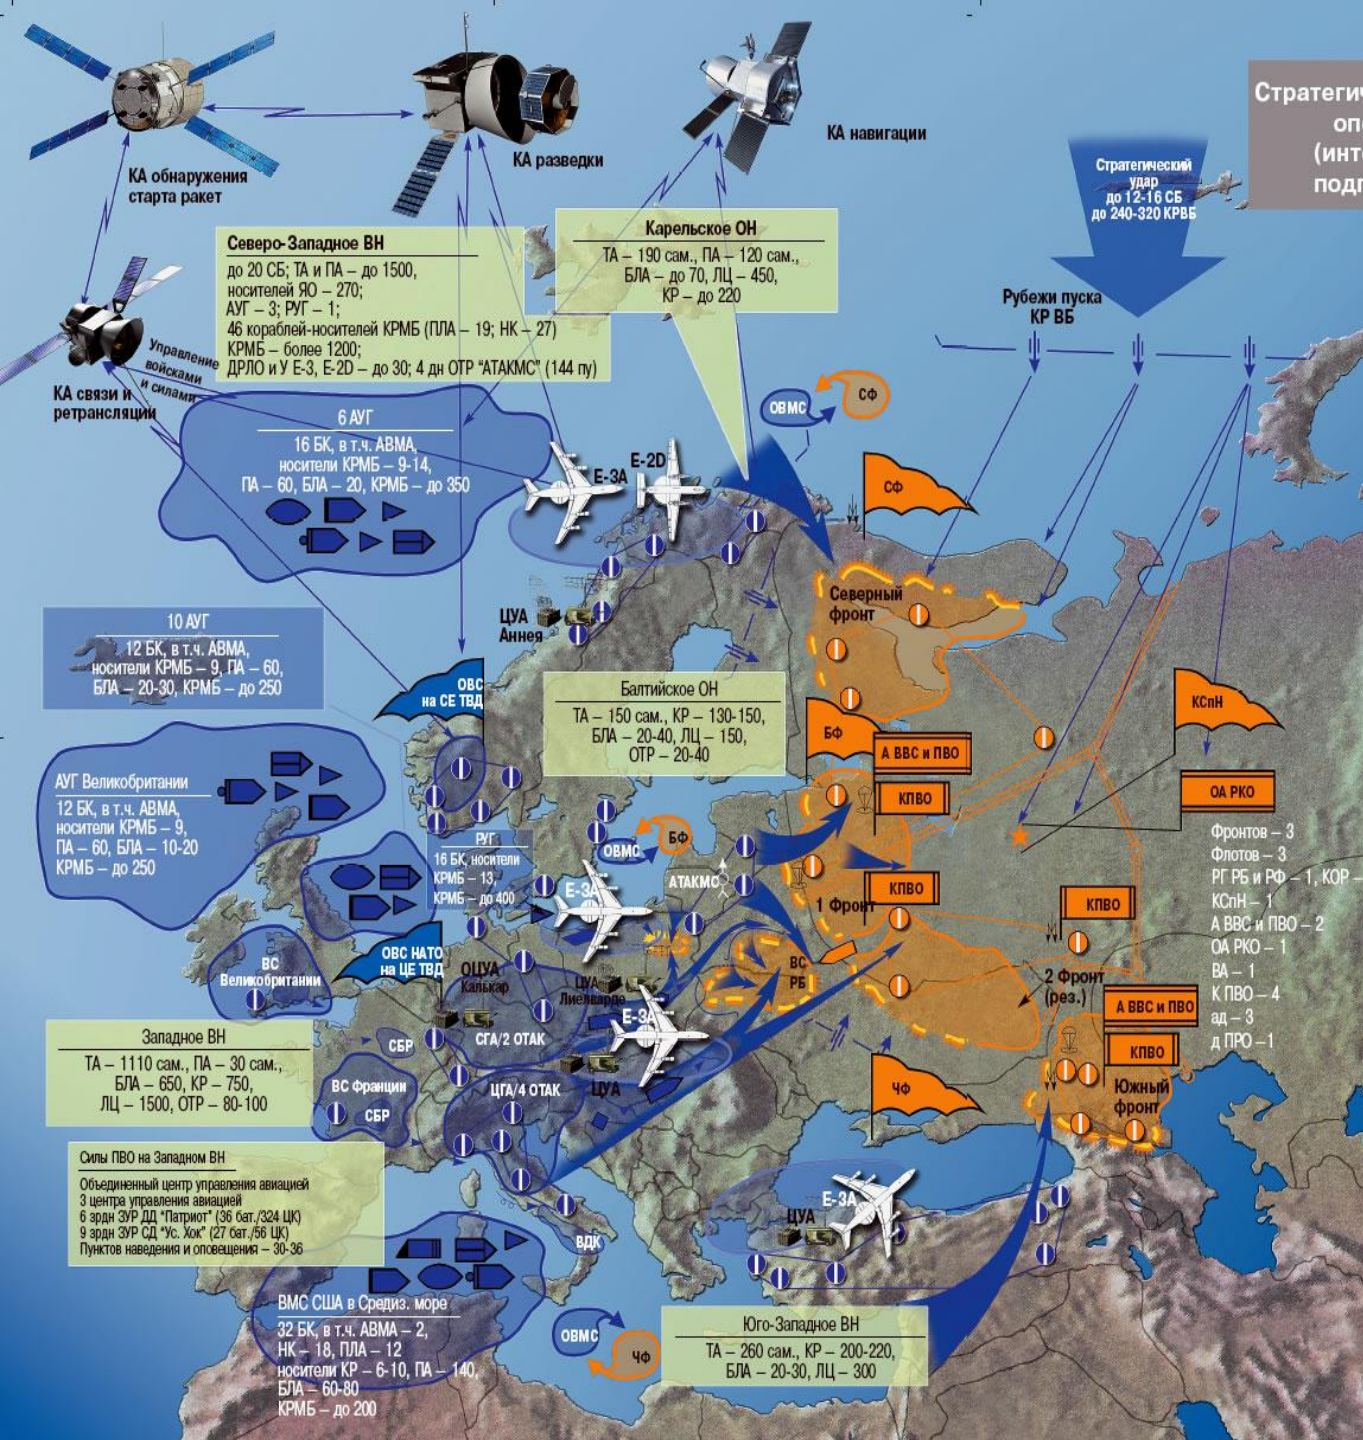 КА обнаружения
старта ракет
КА разведки
КА навигации
Стратегический
удар
до 12-16 СБ
до 240-320 КРВБ
КА связи и
ретрансляции
Управление
войсками
и силами
Северо-Западное ВН
до 20 СБ; ТА и ПА – до 1500,
носителей ЯО – 270;
АУГ – 3; РУГ – 1;
46 кораблей-носителей КРМБ (ПЛА – 19; НК – 27)
КРМБ – более 1200;
ДРЛО и У Е-3, Е-2D – до 30; 4 дн ОТР "АТАКМС" (144 пу)
Карельское ОН
ТА – 190 сам., ПА – 120 сам.,
БЛА – до 70, ЛЦ – 450,
КР – до 220
Рубежи пуска
КР ВБ
6 АУГ
16 БК, в т.ч. АВМА,
носители КРМБ – 9-14,
ПА – 60, БЛА – 20, КРМБ – до 350
Е-3А
Е-2D
ОВМС
СФ
СФ
ЦУА
Аннея
Северный
фронт
10 АУГ
12 БК, в т.ч. АВМА,
носители КРМБ – 9, ПА – 60,
БЛА – 20-30, КРМБ – до 250
ОВС
на СЕ ТВД
Балтийское ОН
ТА – 150 сам., КР – 130-150,
БЛА – 20-40, ЛЦ – 150,
ОТР – 20-40
БФ
А ВВС и ПВО
КПВО
КСпН
ОА РКО
АУГ Великобритании
12 БК, в т.ч. АВМА,
носители КРМБ – 9,
ПА – 60, БЛА – 10-20
КРМБ – до 250
РУГ
16 БК, носители
КРМБ – 13,
КРМБ – до 400
ОВМС
БФ
АТАКМС
Е-3А
КПВО
1 Фронт
КПВО
Фронтов – 3
Флотов – 3
РГ РБ и РФ – 1, КОР –
КСпН – 1
А ВВС и ПВО – 2
ОА РКО – 1
ВА – 1
К ПВО – 4
ад – 3
д ПРО –1
ВС
Великобритании
ОВС НАТО
на ЦЕ ТВД
ОЦУА
Калькар
ЦУА
Лиелварде
Е-3А
ВС
РБ
2 Фронт
(рез.)
А ВВС и ПВО
КПВО
Южный
фронт
Западное ВН
ТА – 1110 сам., ПА – 30 сам.,
БЛА – 650, КР – 750,
ЛЦ – 1500, ОТР – 80-100
СБР
СГА/2 ОТАК
ВС Франции
СБР
ЦГА/4 ОТАК
ЦУА
ЧФ
Силы ПВО на Западном ВН
Объединенный центр управления авиацией
3 центра управления авиацией
6 зрдн ЗУР ДД "Патриот" (36 бат./324 ЦК)
9 зрдн ЗУР СД "Ус. Хок" (27 бат./56 ЦК)
Пунктов наведения и оповещения – 30-36
ВДК
ЦУА
Е-3А
ВМС США в Средиз. море
32 БК, в т.ч. АВМА – 2,
НК – 18, ПЛА – 12
носители КР – 6-10, ПА – 140,
БЛА – 60-80
КРМБ – до 200
ОВМС
ЧФ
Юго-Западное ВН
ТА – 260 сам., КР – 200-220,
БЛА – 20-30, ЛЦ – 300